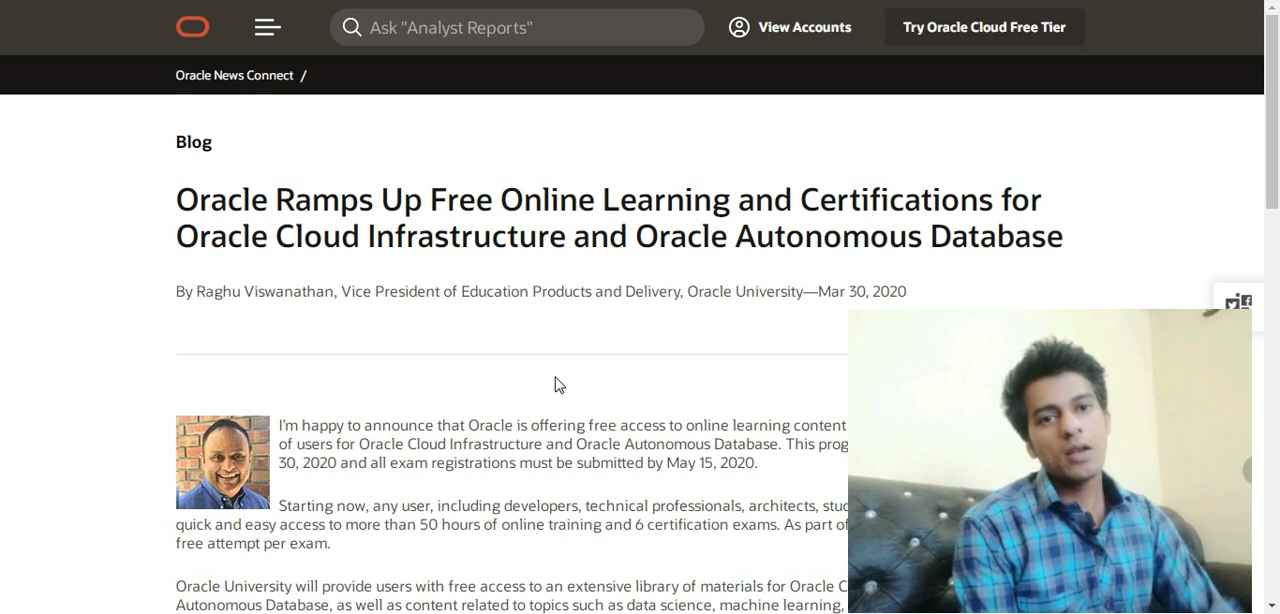 Ask "Analyst Reports"
View Accounts
Try Oracle Cloud Free Tier
Oracle News Connect /
Blog
Oracle Ramps Up Free Online Learning and Certifications for
Oracle Cloud Infrastructure and Oracle Autonomous Database
By Raghu Viswanathan, Vice President of Education Products and Delivery, Oracle University—Mar 30, 2020
I'm happy to announce that Oracle is offering free access to online learning content
of users for Oracle Cloud Infrastructure and Oracle Autonomous Database. This
30, 2020 and all exam registrations must be submitted by May 15, 2020.
Starting now, any user, including developers, technical professionals, architects,
quick and easy access to more than 50 hours of online training and 6 certification exams. As part of
free attempt per exam.
Oracle University will provide users with free access to an extensive library of materials for Oracle
Autonomous Database, as well as content related to topics such as data science, machine learning,